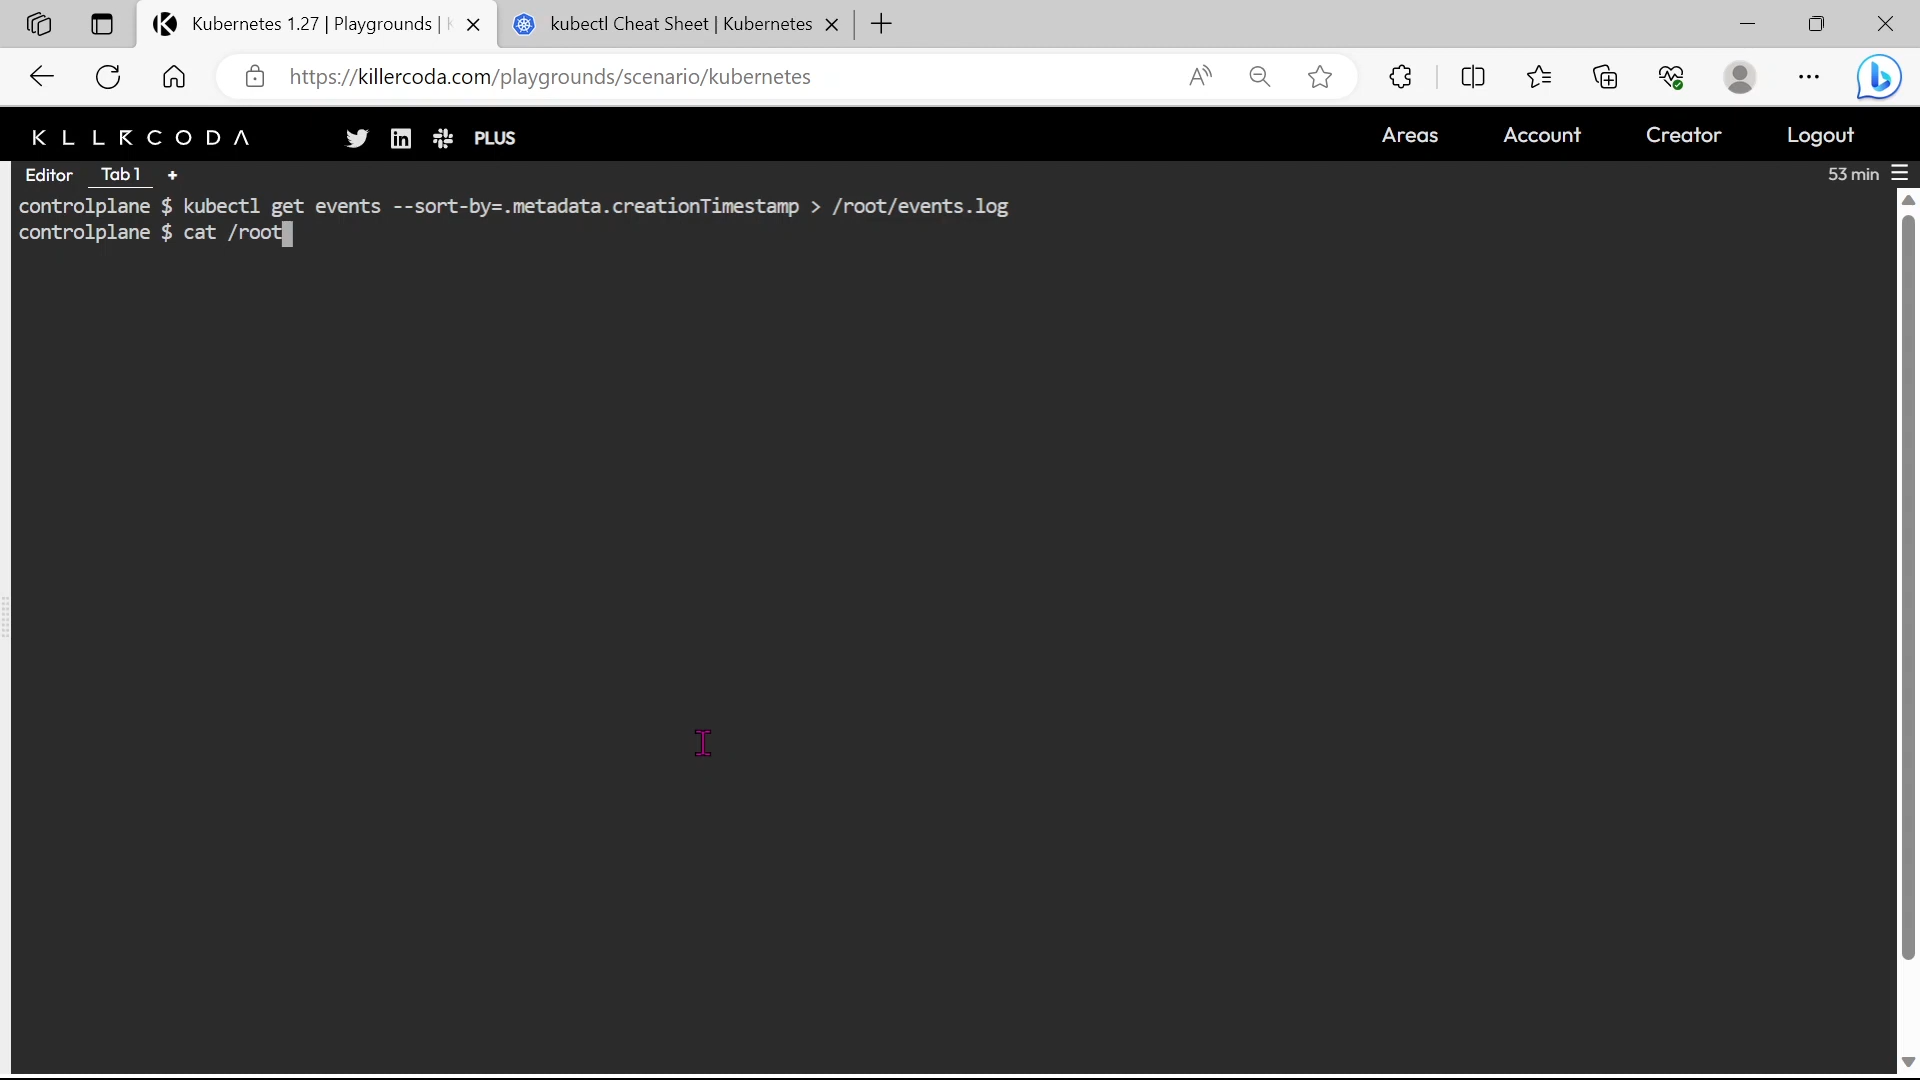 Kubernetes 1.27 | Playgrounds |
kubectl Cheat Sheet | Kubernetes
https://killercoda.com/playgrounds/scenario/kubernetes
KLLRCODA
PLUS
Areas
Account
Creator
Logout
Editor
Tab 1
+
53 min
controlplane $ kubectl get events --sort-by=.metadata.creationTimestamp > /root/events.log
controlplane $ cat /root